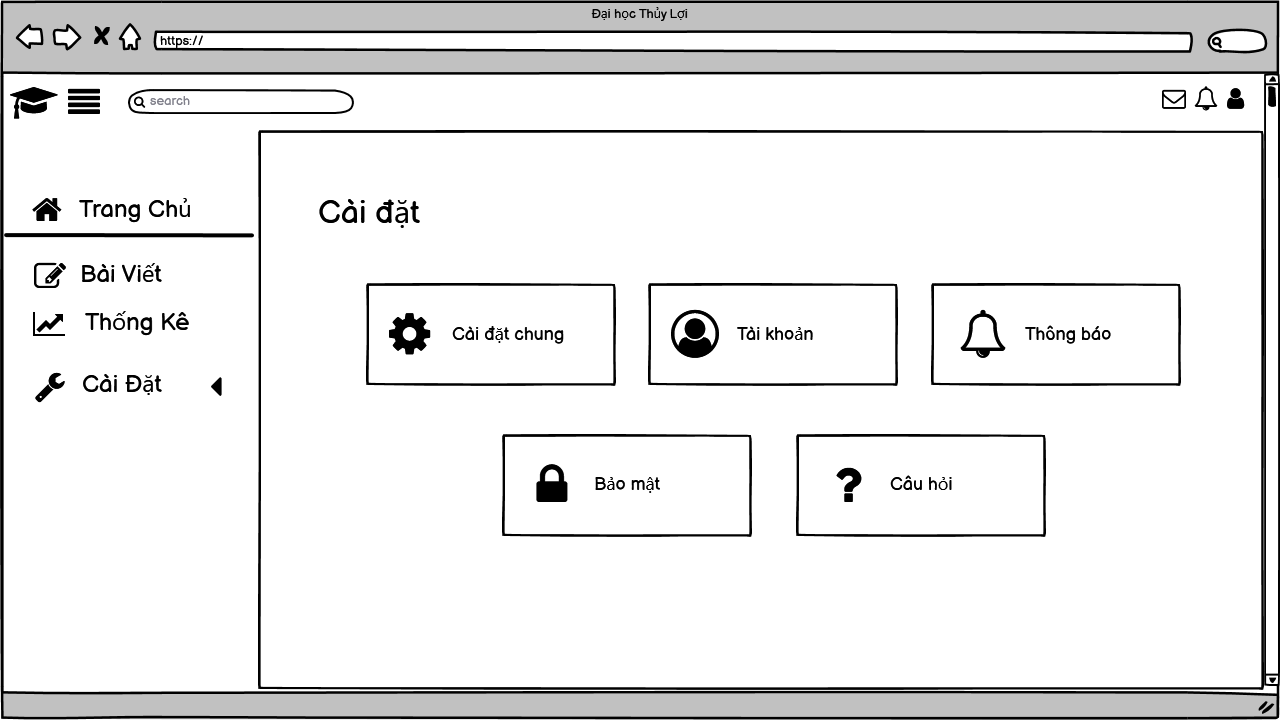 Đại học Thủy Lợi
https://
search
Trang Chủ
Bài Viết
Thống Kê
Cài Đặt
Cài đặt
Cài đặt chung
Tài khoản
Thông báo
Bảo mật
Câu hỏi